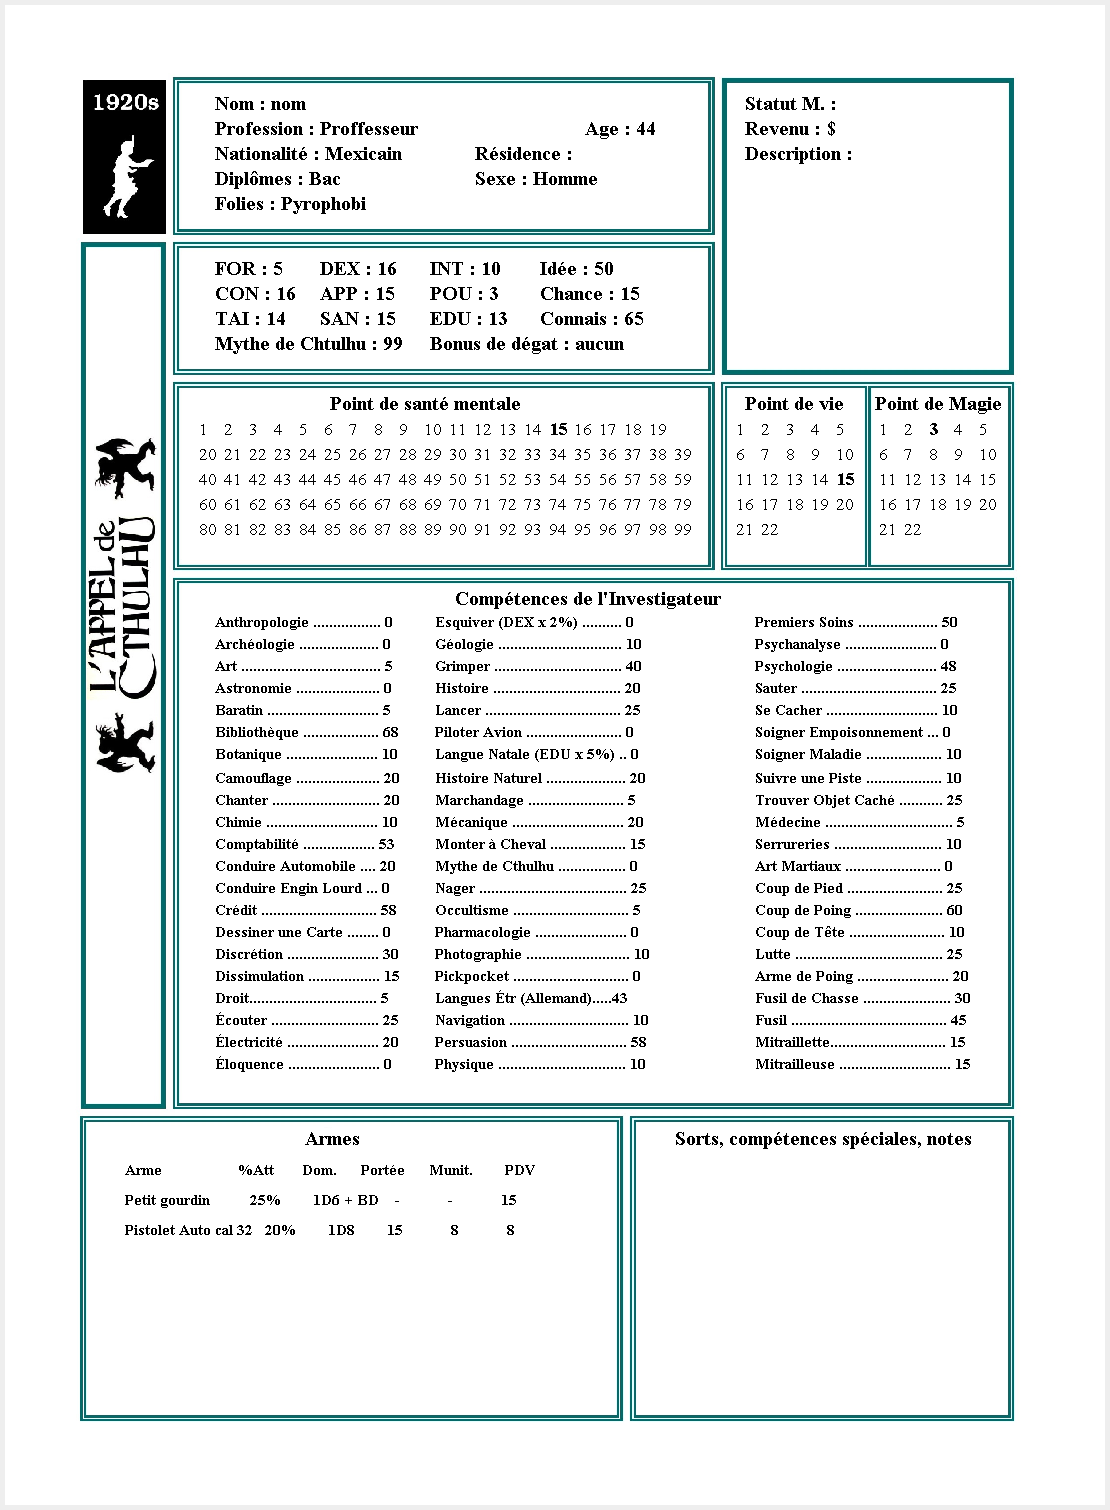 1920s
Nom : nom
Profession : Proffesseur Age : 44
Nationalité : Mexicain Résidence :
Diplômes : Bac Sexe : Homme
Folies : Pyrophobi
Statut M. :
Revenu : $
Description :
FOR : 5 DEX : 16 INT : 10 Idée : 50
CON : 16 APP : 15 POU : 3 Chance : 15
TAI : 14 SAN : 15 EDU : 13 Connais : 65
Mythe de Chtulhu : 99 Bonus de dégat : aucun
L'APPEL de CTHULHU
Point de santé mentale
1 2 3 4 5 6 7 8 9 10 11 12 13 14 15 16 17 18 19
20 21 22 23 24 25 26 27 28 29 30 31 32 33 34 35 36 37 38 39
40 41 42 43 44 45 46 47 48 49 50 51 52 53 54 55 56 57 58 59
60 61 62 63 64 65 66 67 68 69 70 71 72 73 74 75 76 77 78 79
80 81 82 83 84 85 86 87 88 89 90 91 92 93 94 95 96 97 98 99
Point de vie
1 2 3 4 5
6 7 8 9 10
11 12 13 14 15
16 17 18 19 20
21 22
Point de Magie
1 2 3 4 5
6 7 8 9 10
11 12 13 14 15
16 17 18 19 20
21 22
Compétences de l'Investigateur
Anthropologie ................. 0
Archéologie .................... 0
Art ................................... 5
Astronomie ..................... 0
Baratin ............................ 5
Bibliothèque ................... 68
Botanique ....................... 10
Camouflage ..................... 20
Chanter ........................... 20
Chimie ............................ 10
Comptabilité .................. 53
Conduire Automobile .... 20
Conduire Engin Lourd ... 0
Crédit ............................. 58
Dessiner une Carte ........ 0
Discrétion ....................... 30
Dissimulation .................. 15
Droit................................ 5
Écouter ........................... 25
Électricité ....................... 20
Éloquence ....................... 0
Esquiver (DEX x 2%) .......... 0
Géologie ............................... 10
Grimper ................................ 40
Histoire ................................ 20
Lancer .................................. 25
Piloter Avion ........................ 0
Langue Natale (EDU x 5%) .. 0
Histoire Naturel .................... 20
Marchandage ........................ 5
Mécanique ............................ 20
Monter à Cheval ................... 15
Mythe de Cthulhu ................. 0
Nager ..................................... 25
Occultisme ............................. 5
Pharmacologie ....................... 0
Photographie .......................... 10
Pickpocket ............................. 0
Langues Étr (Allemand).....43
Navigation .............................. 10
Persuasion ............................. 58
Physique ................................ 10
Premiers Soins .................... 50
Psychanalyse ....................... 0
Psychologie ......................... 48
Sauter .................................. 25
Se Cacher ............................ 10
Soigner Empoisonnement ... 0
Soigner Maladie ................... 10
Suivre une Piste ................... 10
Trouver Objet Caché ........... 25
Médecine ................................ 5
Serrureries ........................... 10
Art Martiaux ........................ 0
Coup de Pied ........................ 25
Coup de Poing ...................... 60
Coup de Tête ........................ 10
Lutte ..................................... 25
Arme de Poing ....................... 20
Fusil de Chasse ...................... 30
Fusil ....................................... 45
Mitraillette............................. 15
Mitrailleuse ............................ 15
Armes
Arme %Att Dom. Portée Munit. PDV
Petit gourdin 25% 1D6 + BD - - 15
Pistolet Auto cal 32 20% 1D8 15 8 8
Sorts, compétences spéciales, notes